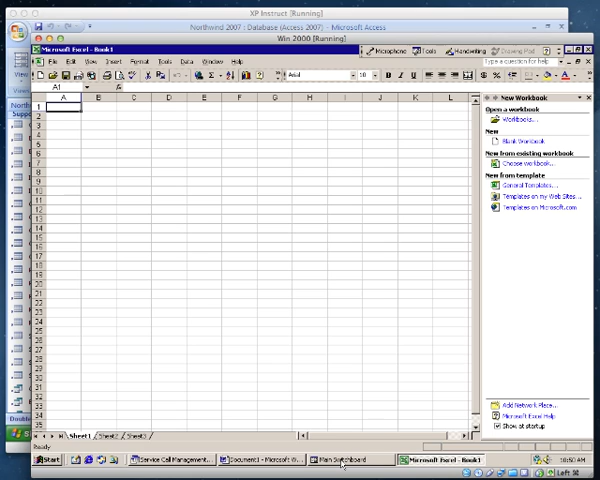 XP Instruct [Running]
Northwind 2007 : Database (Access 2007) - Microsoft Access
Win 2000 [Running]
Microsoft Excel - Book1
Microphone Tools Handwriting Drawing Pad
File Edit View Insert Format Tools Data Window Help
Type a question for help
Arial 10 B I U
A1 fx
A B C D E F G H I J K L
1
2
3
4
5
6
7
8
9
10
11
12
13
14
15
16
17
18
19
20
21
22
23
24
25
26
27
28
29
30
31
32
33
34
35
New Workbook
Open a workbook
Workbooks...
New
Blank Workbook
New from existing workbook
Choose workbook...
New from template
General Templates...
Templates on my Web Sites...
Templates on Microsoft.com
Add Network Place...
Microsoft Excel Help
Show at startup
Sheet1 Sheet2 Sheet3
Ready
Start
Service Call Management...
Document1 - Microsoft W...
Main Switchboard
Microsoft Excel - Book1
10:50 AM
Left ⌘